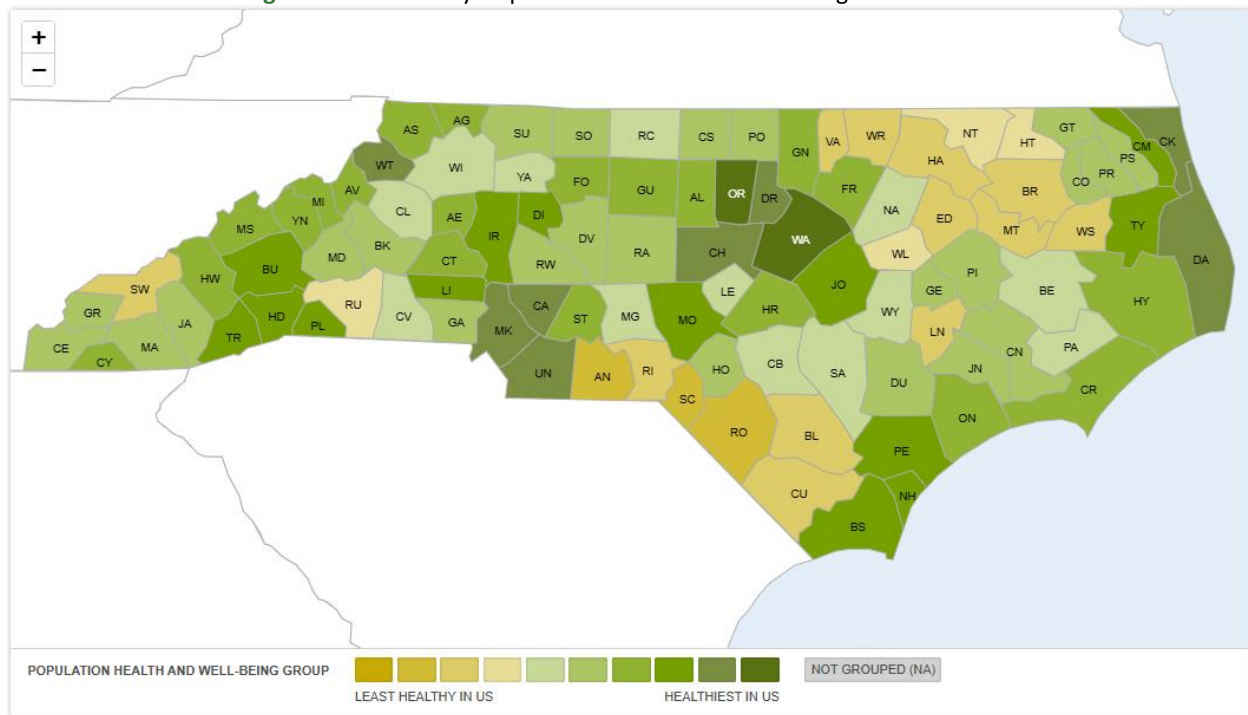 +
−
AS AG SU SO RC CS PO GN VA WR NT HT GT CM CK
WT WI YA FO GU AL OR DR FR HA PS
MI AV CL AE IR DI WA NA BR CO PR
MS YN BK DV RA CH ED MT WS TY DA
HW BU MD CT RW WL
SW LI LE JO PI
GR JA RU CV GA CA ST MG MO HR WY GE BE HY
TR HD PL MK LN
CE CY MA UN AN RI HO CB SA DU JN CN PA
SC CR
RO BL ON
PE
CU NH
BS
POPULATION HEALTH AND WELL-BEING GROUP
LEAST HEALTHY IN US
HEALTHIEST IN US
NOT GROUPED (NA)